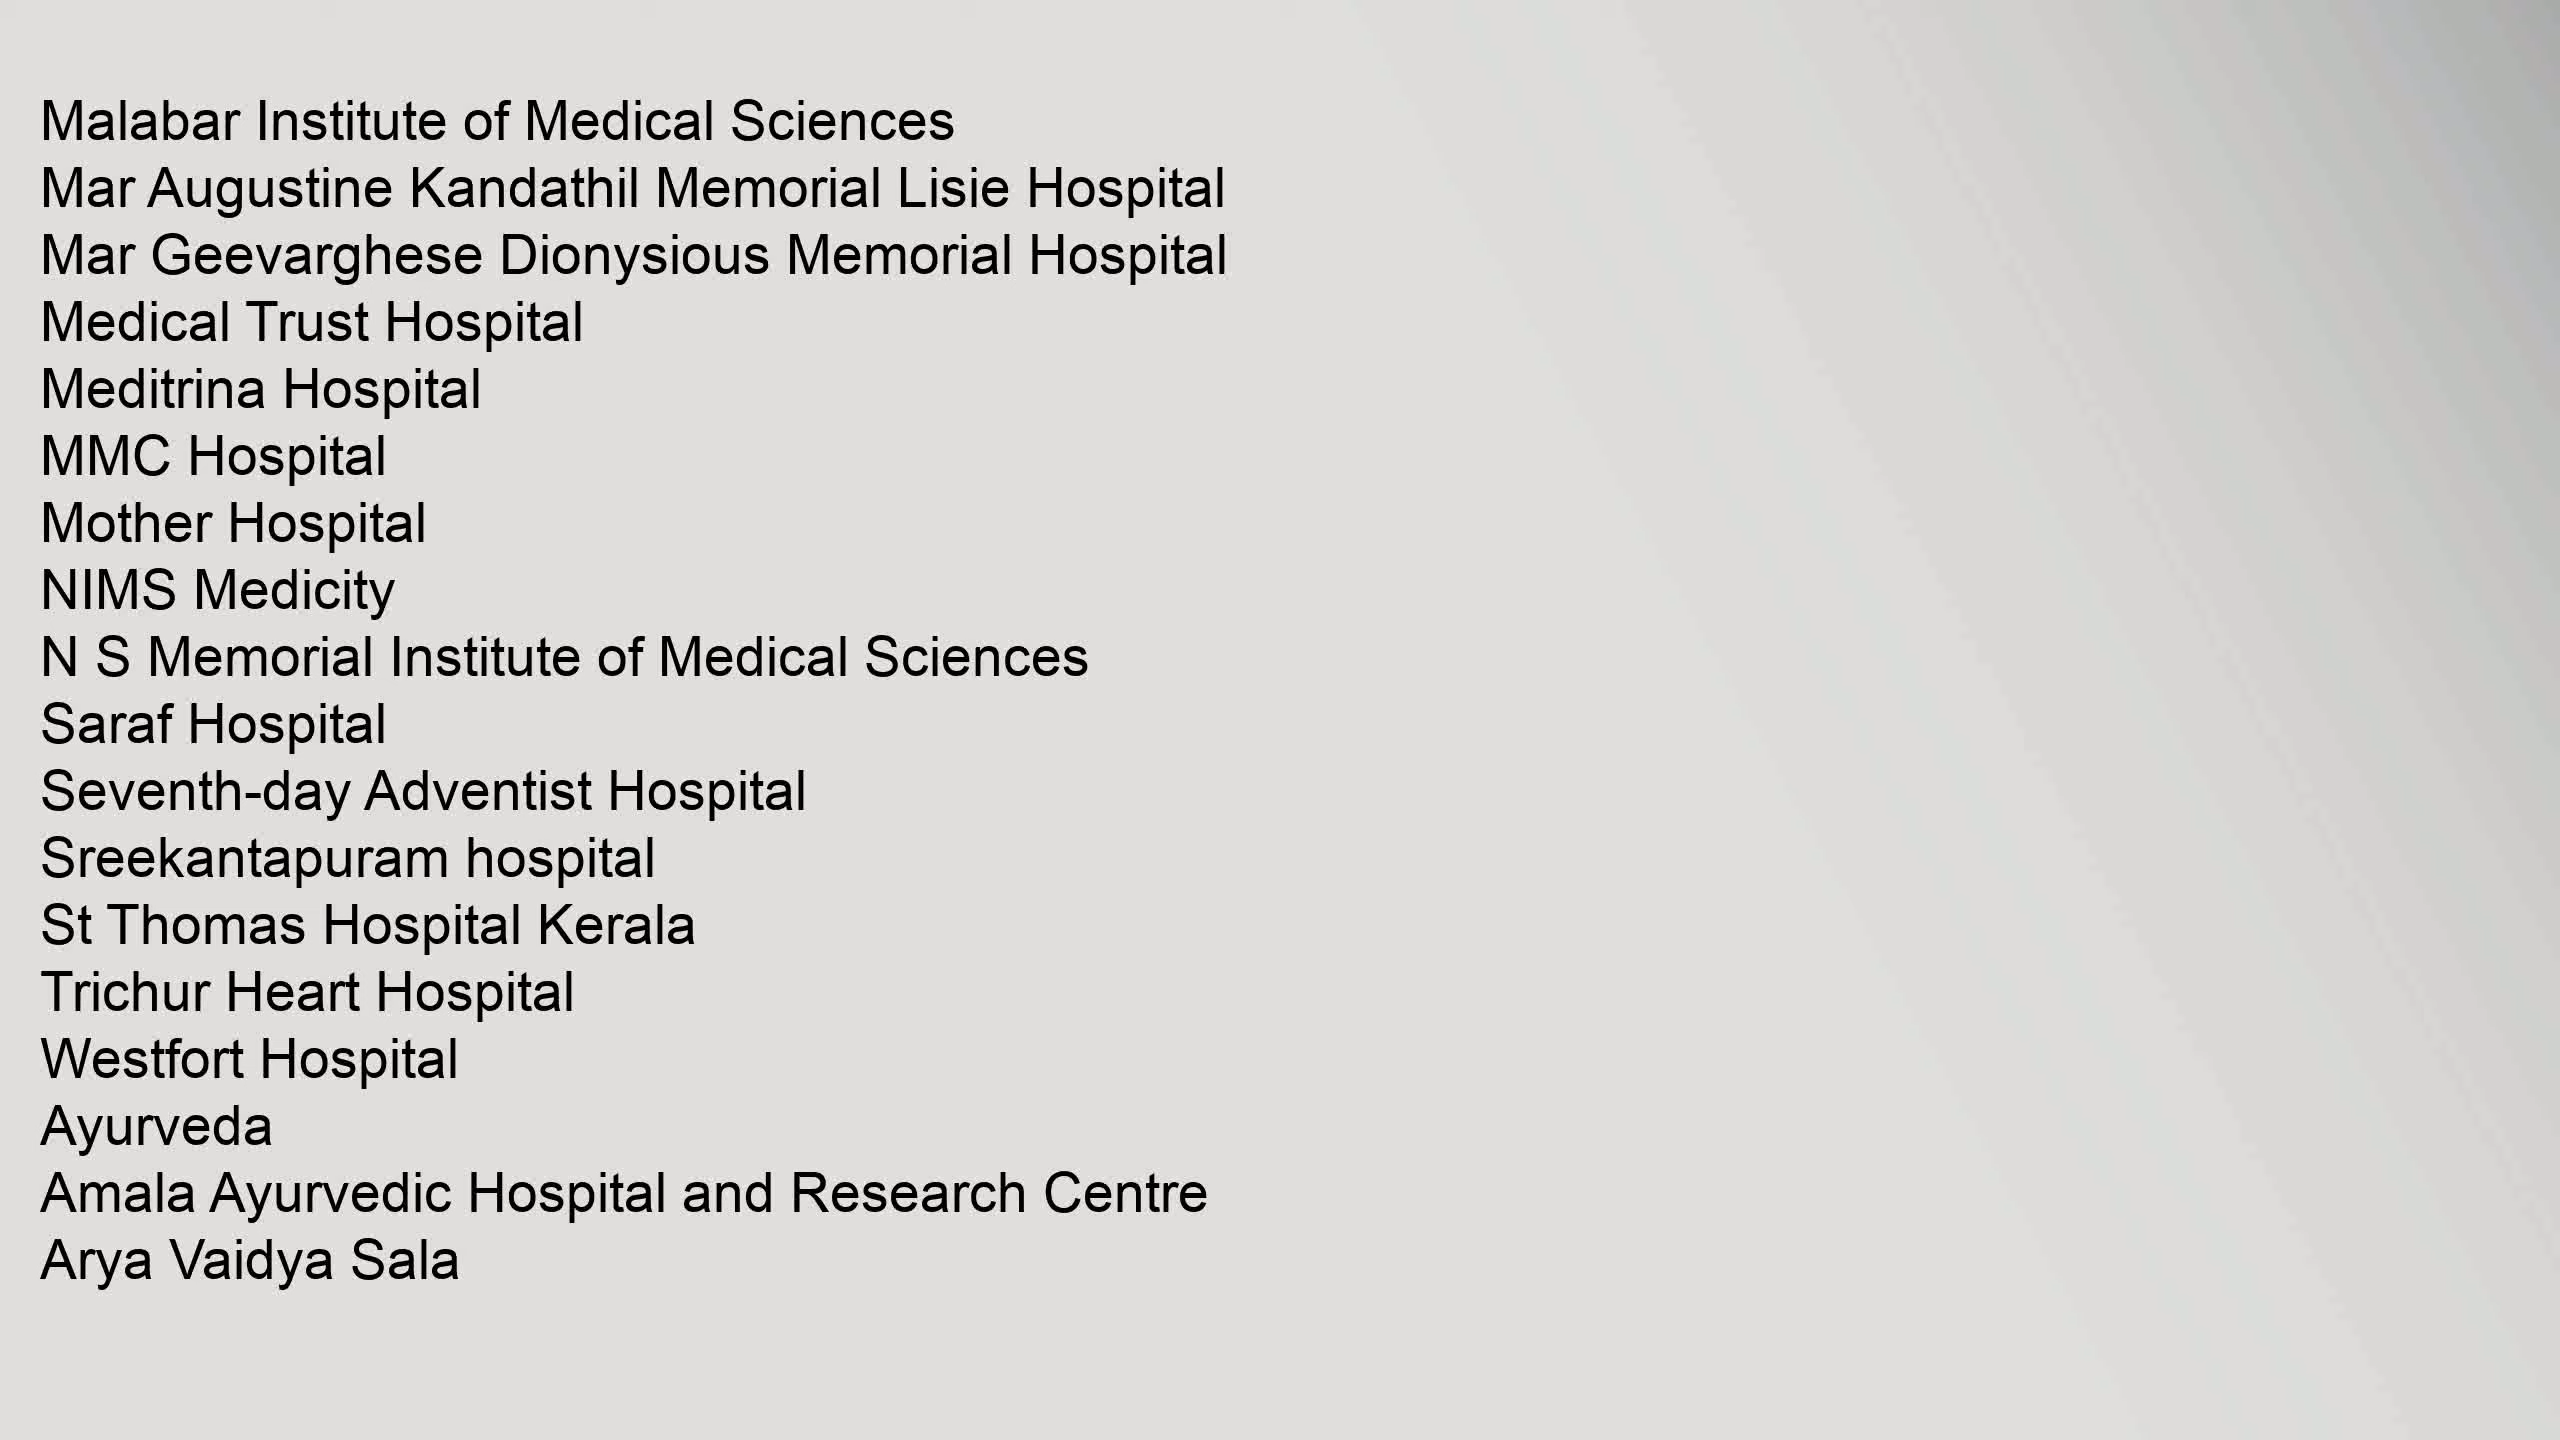 Malabar Institute of Medical Sciences
Mar Augustine Kandathil Memorial Lisie Hospital
Mar Geevarghese Dionysious Memorial Hospital
Medical Trust Hospital
Meditrina Hospital
MMC Hospital
Mother Hospital
NIMS Medicity
N S Memorial Institute of Medical Sciences
Saraf Hospital
Seventh-day Adventist Hospital
Sreekantapuram hospital
St Thomas Hospital Kerala
Trichur Heart Hospital
Westfort Hospital
Ayurveda
Amala Ayurvedic Hospital and Research Centre
Arya Vaidya Sala